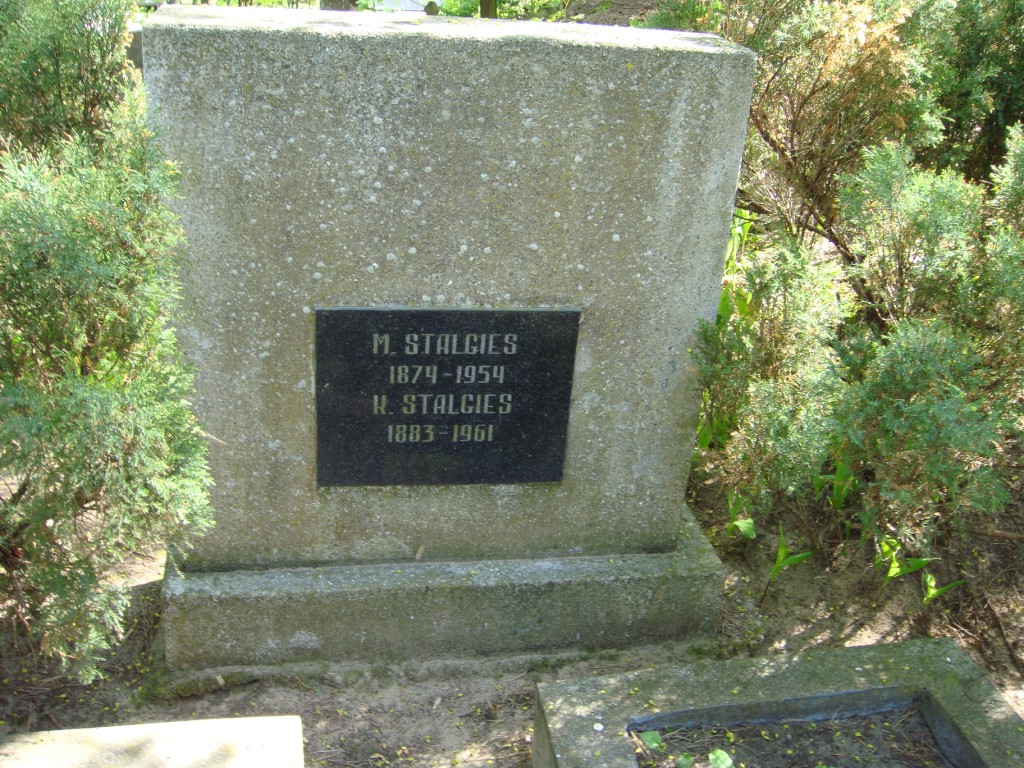 M. STALGIES
1874-1954
K. STALGIES
1883-1961